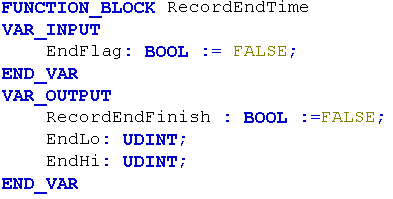 FUNCTION_BLOCK RecordEndTime
VAR_INPUT
    EndFlag: BOOL := FALSE;
END_VAR
VAR_OUTPUT
    RecordEndFinish : BOOL :=FALSE;
    EndLo: UDINT;
    EndHi: UDINT;
END_VAR